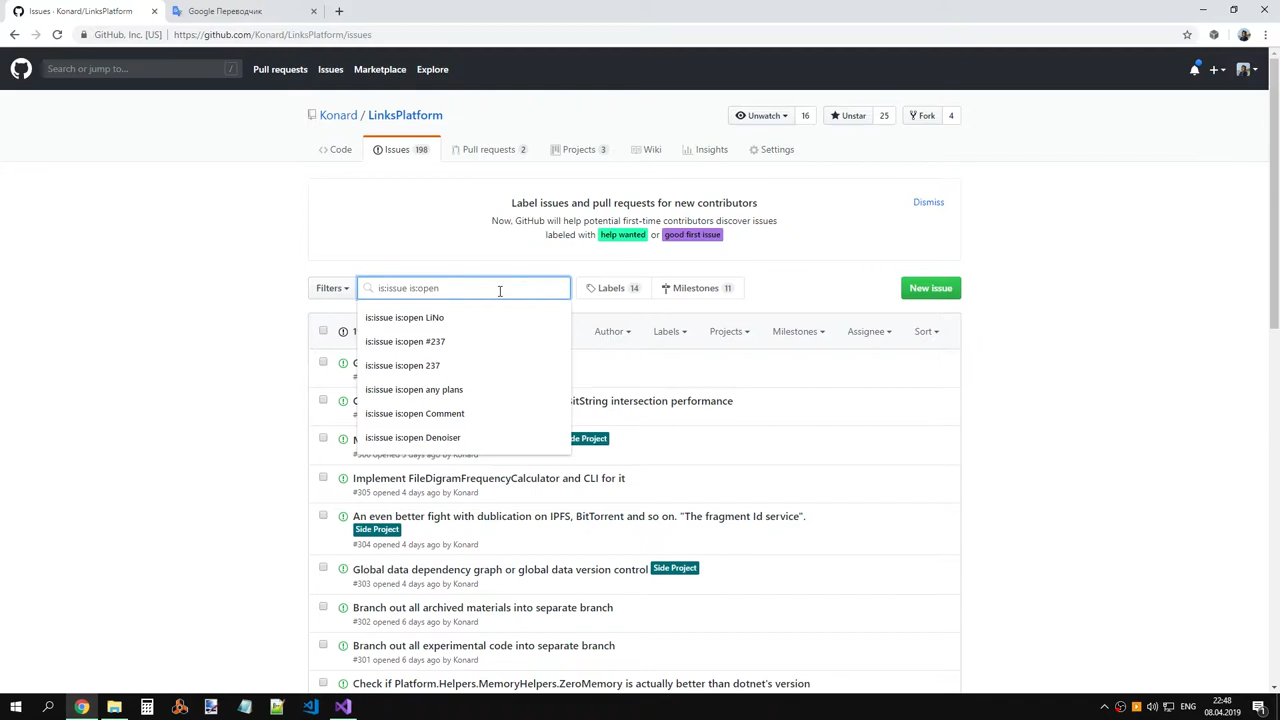 Issues · Konard/LinksPlatform
Google Переводчик
GitHub, Inc. [US]
https://github.com/Konard/LinksPlatform/issues
Search or jump to...
/
Pull requests
Issues
Marketplace
Explore
Konard / LinksPlatform
Unwatch
16
Unstar
25
Fork
4
Code
Issues 198
Pull requests 2
Projects 3
Wiki
Insights
Settings
Label issues and pull requests for new contributors
Dismiss
Now, GitHub will help potential first-time contributors discover issues
labeled with help wanted or good first issue
Filters
is:issue is:open
Labels 14
Milestones 11
New issue
is:issue is:open LiNo
is:issue is:open #237
is:issue is:open 237
is:issue is:open any plans
is:issue is:open Comment
is:issue is:open Denoiser
Author
Labels
Projects
Milestones
Assignee
Sort
intersection performance
Implement FileDigramFrequencyCalculator and CLI for it
#305 opened 4 days ago by Konard
An even better fight with dublication on IPFS, BitTorrent and so on. "The fragment Id service".
Side Project
#304 opened 4 days ago by Konard
Global data dependency graph or global data version control Side Project
#303 opened 4 days ago by Konard
Branch out all archived materials into separate branch
#302 opened 6 days ago by Konard
Branch out all experimental code into separate branch
#301 opened 6 days ago by Konard
Check if Platform.Helpers.MemoryHelpers.ZeroMemory is actually better than dotnet's version
ENG
22:48
08.04.2019